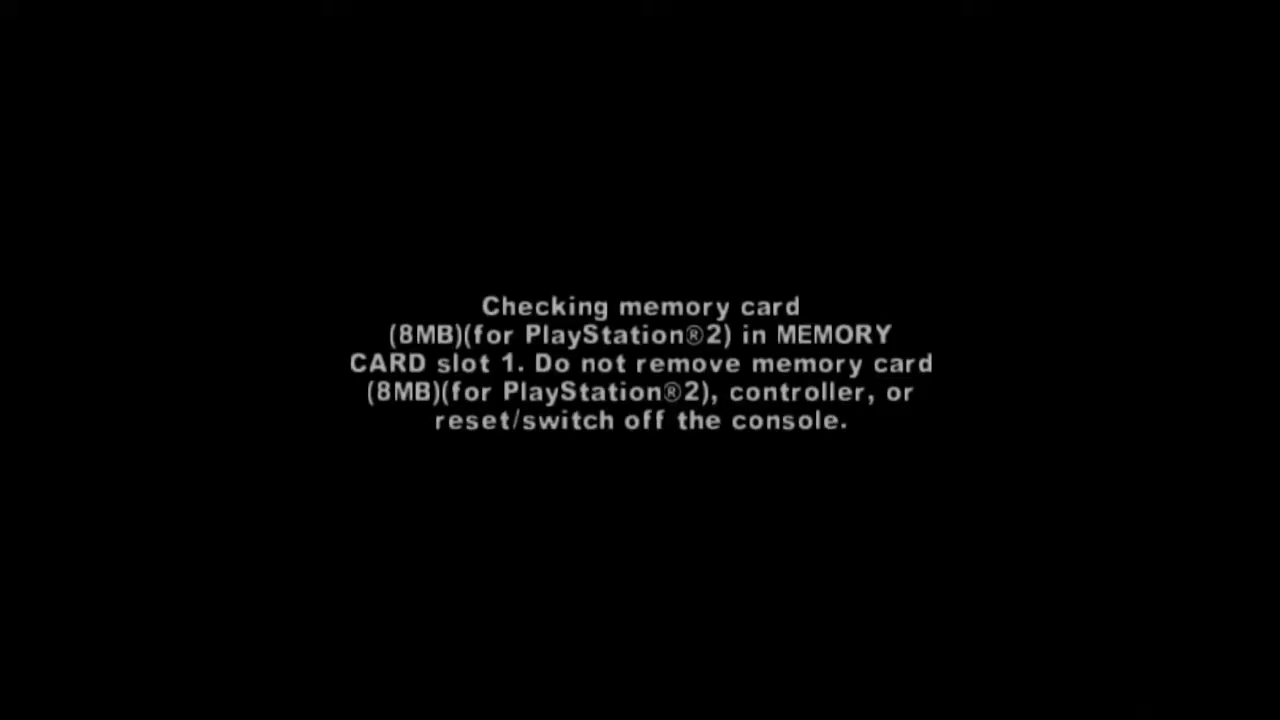 Checking memory card
(8MB)(for PlayStation®2) in MEMORY
CARD slot 1. Do not remove memory card
(8MB)(for PlayStation®2), controller, or
reset/switch off the console.